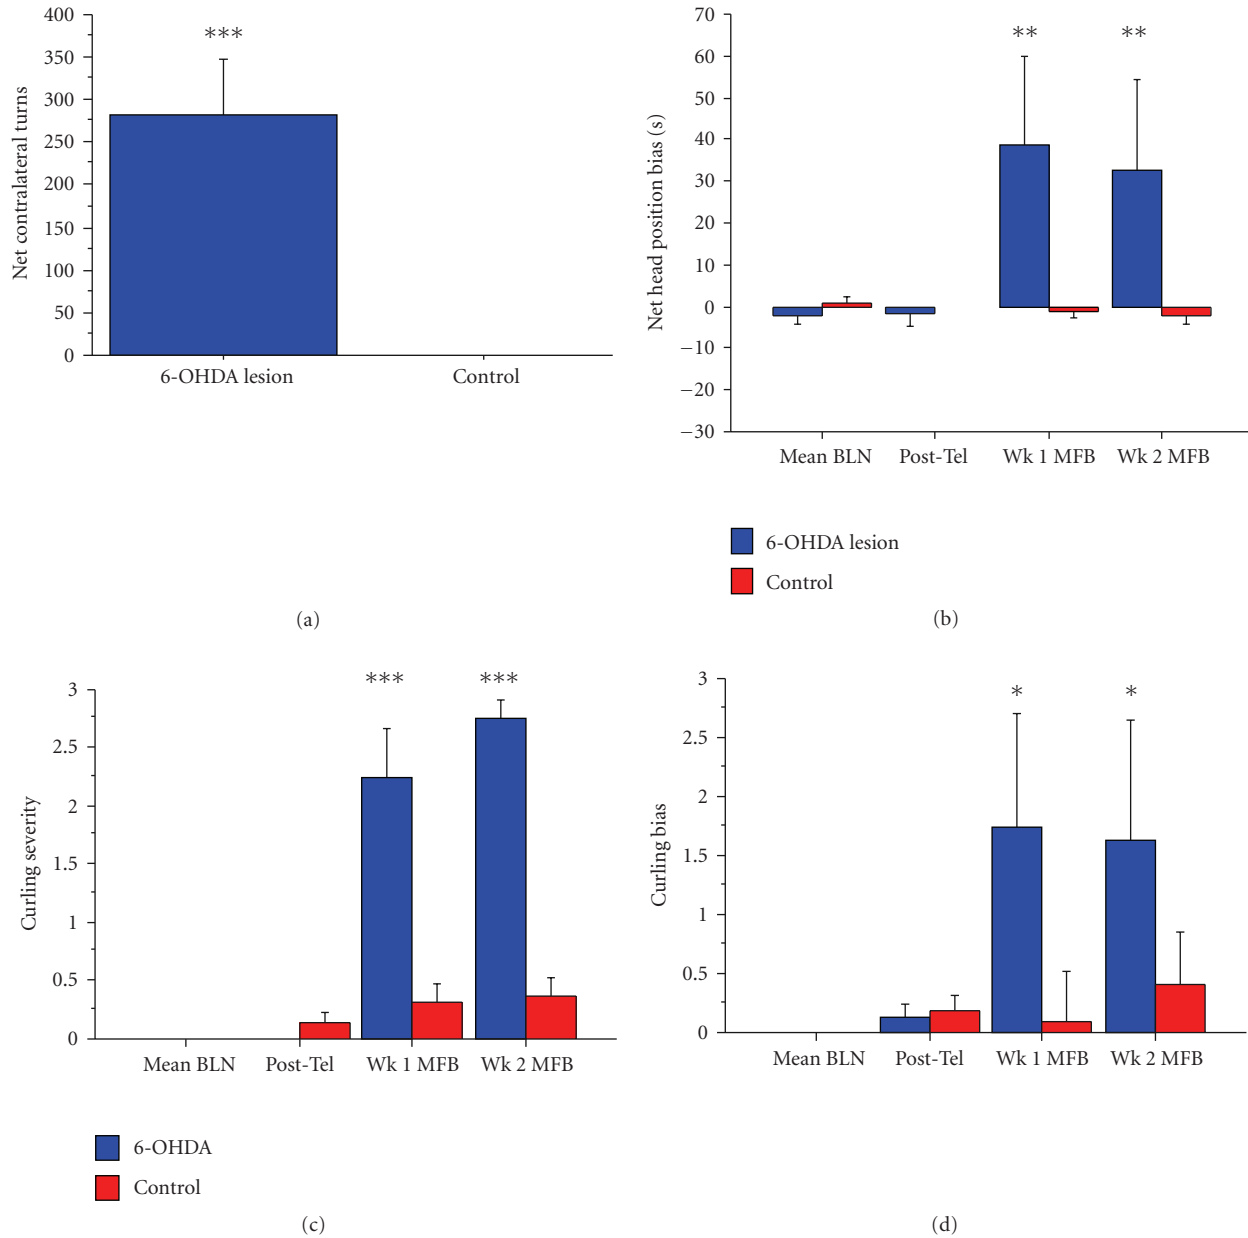 400
350
300
250
200
150
100
50
0
Net contralateral turns
***
6-OHDA lesion
Control
(a)
70
60
50
40
30
20
10
0
−10
−20
−30
Net head position bias (s)
**
**
Mean BLN
Post-Tel
Wk 1 MFB
Wk 2 MFB
6-OHDA lesion
Control
(b)
3
2.5
2
1.5
1
0.5
0
Curling severity
***
***
Mean BLN
Post-Tel
Wk 1 MFB
Wk 2 MFB
6-OHDA
Control
(c)
3
2.5
2
1.5
1
0.5
0
Curling bias
*
*
Mean BLN
Post-Tel
Wk 1 MFB
Wk 2 MFB
(d)